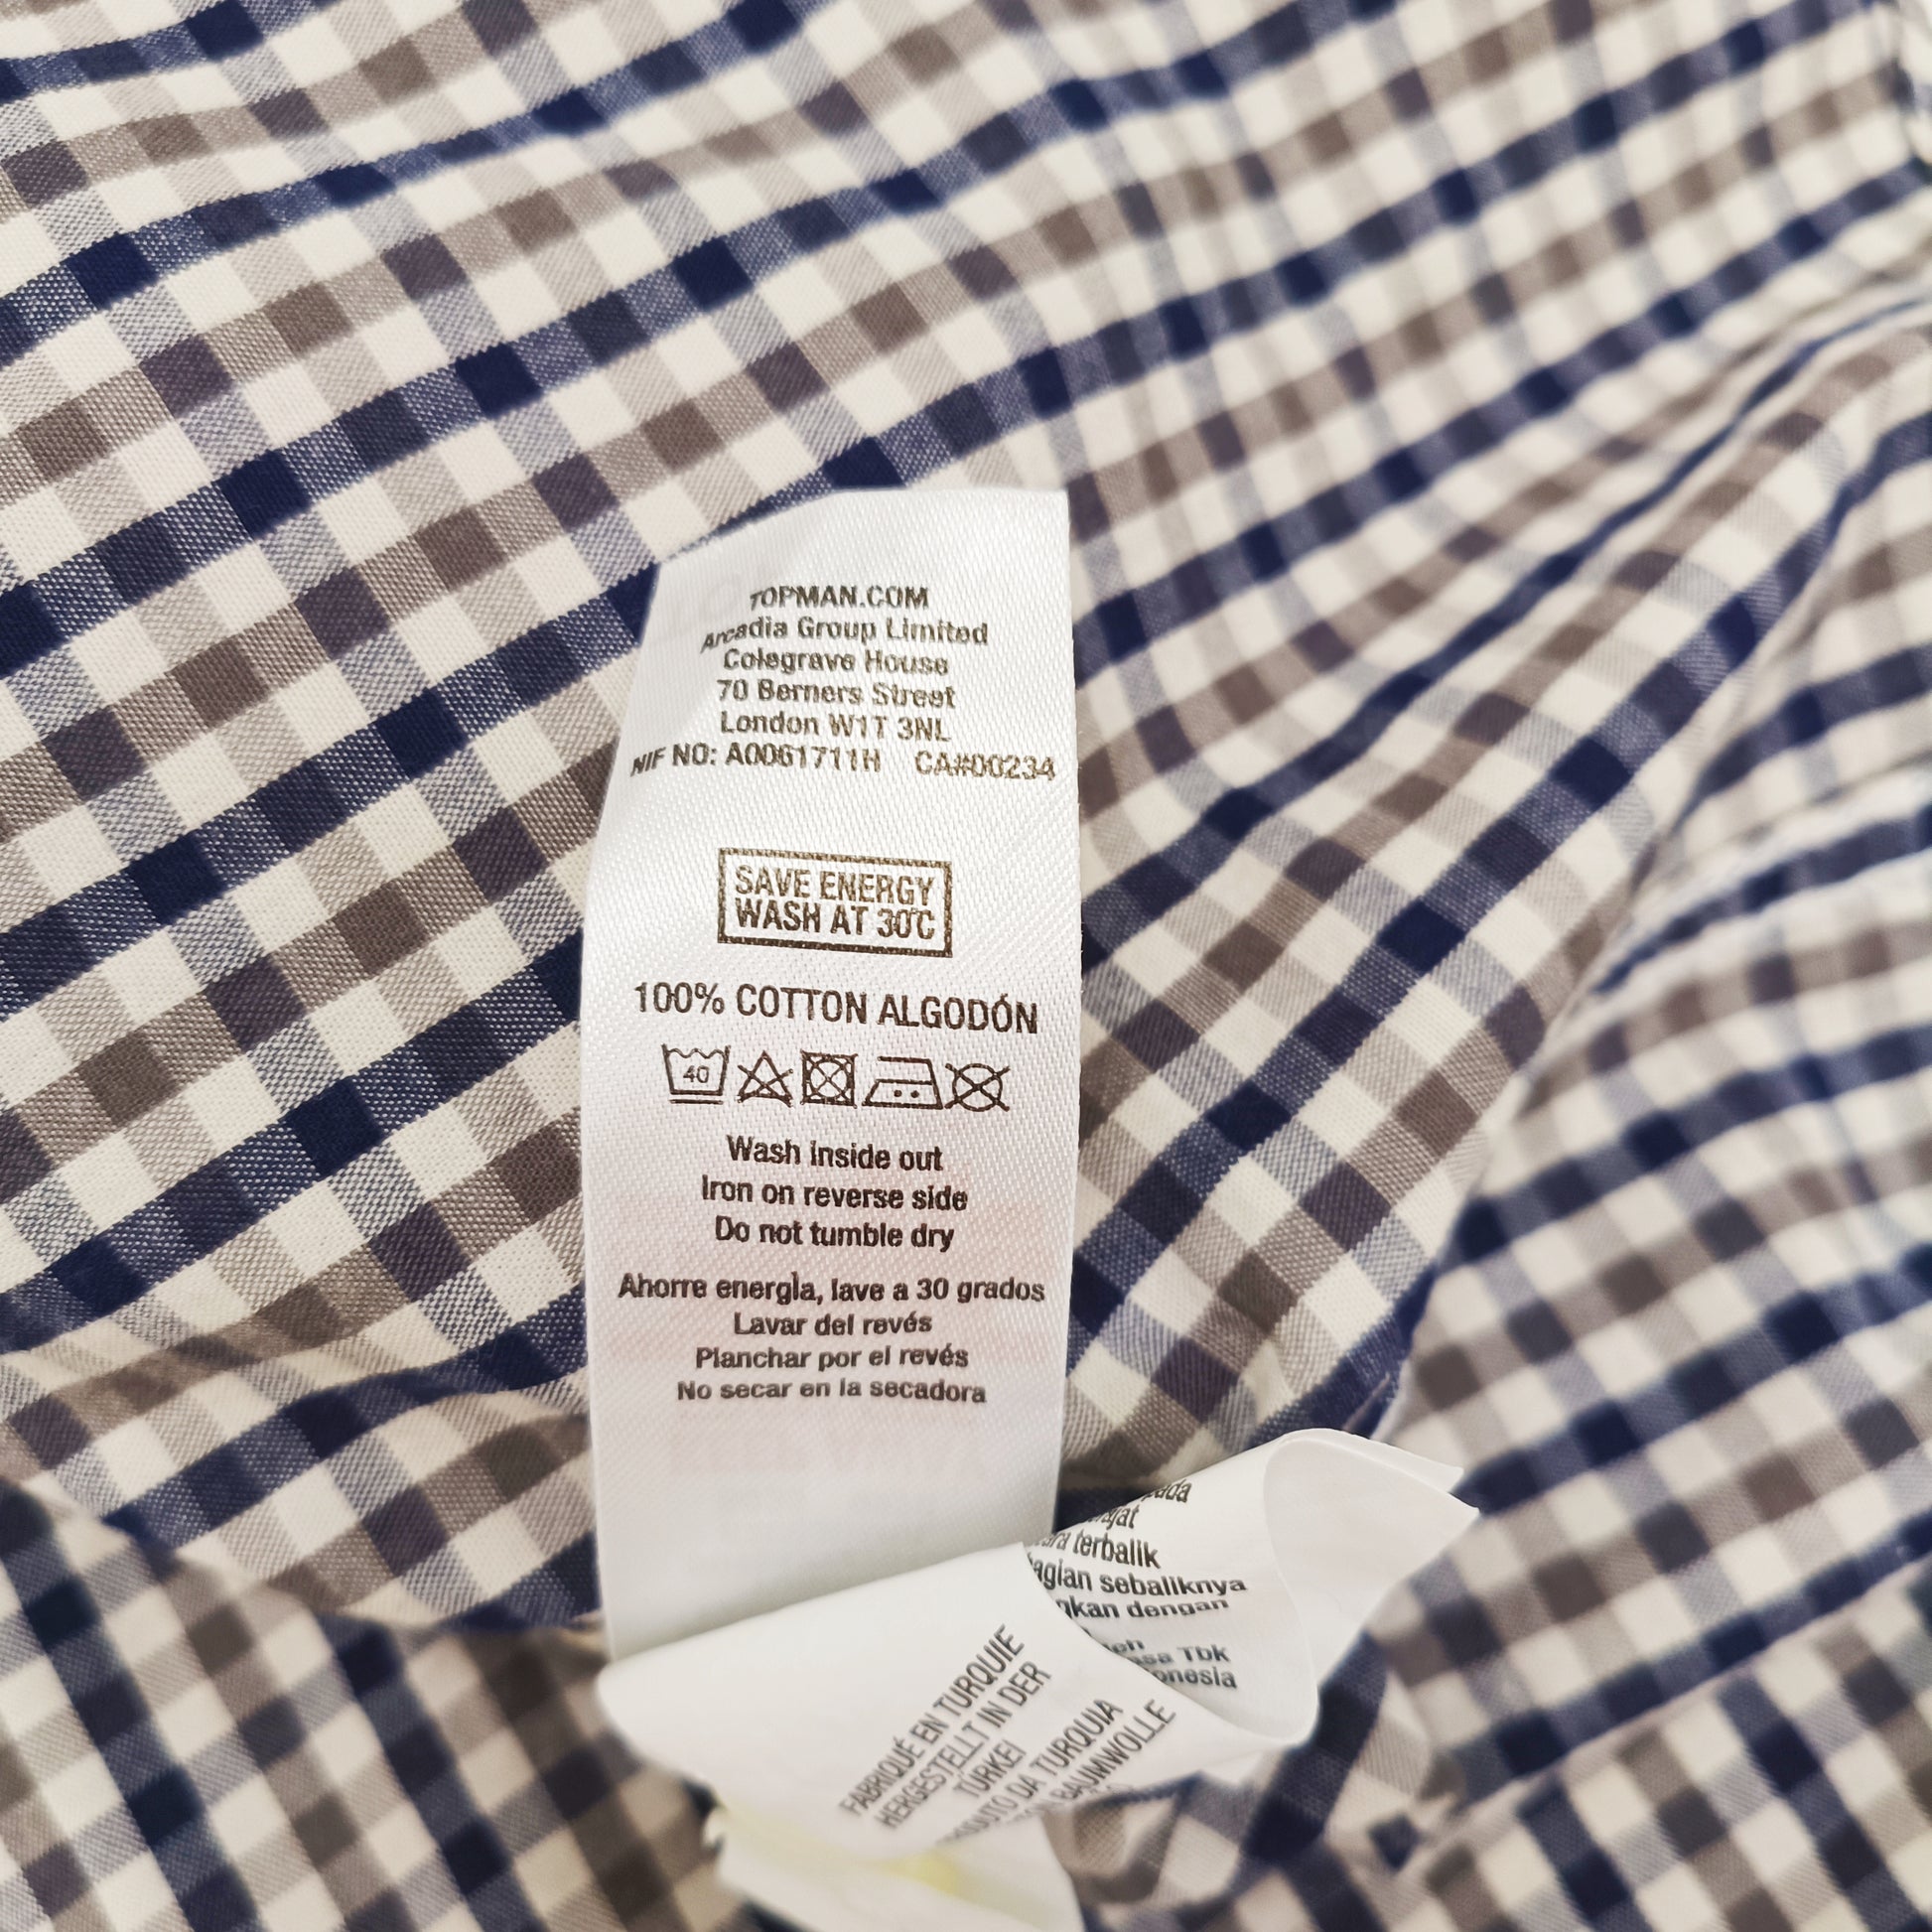 TOPMAN.COM
Arcadia Group Limited
Colegrave House
70 Berners Street
London W1T 3NL
NIF NO: A0061711H CA#00234
SAVE ENERGY
WASH AT 30°C
100% COTTON ALGODÓN
40
Wash inside out
Iron on reverse side
Do not tumble dry
Ahorre energía, lave a 30 grados
Lavar del revés
Planchar por el revés
No secar en la secadora
terbalik
sebaliknya
dengan
Tbk
FABRIQUÉ EN TURQUIE
HERGESTELLT IN DER
TÜRKEI
DA TURQUIA
BAUMWOLLE